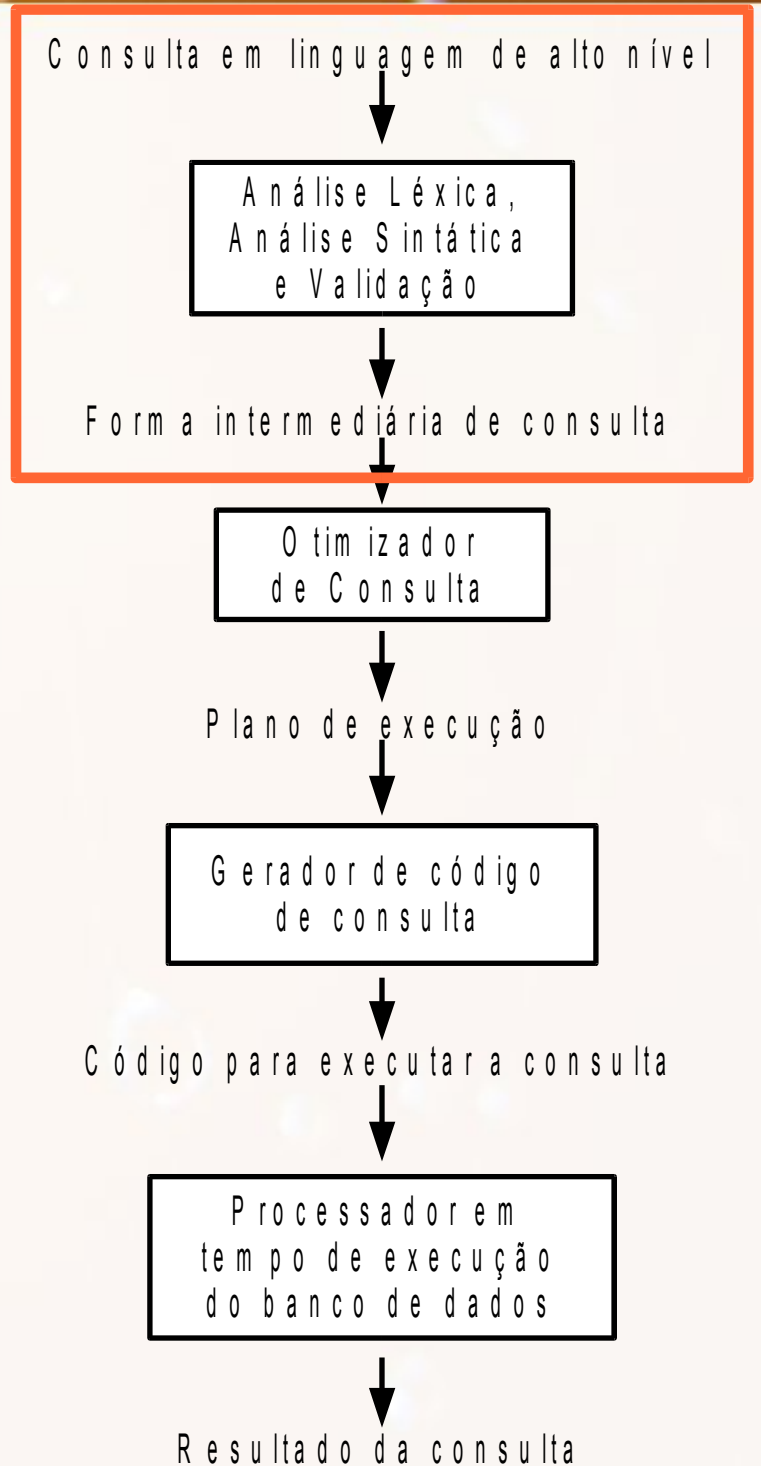 Consulta em linguagem de alto nível
Análise Léxica,
Análise Sintática
e Validação
Forma intermediária de consulta
Otimizador
de Consulta
Plano de execução
Gerador de código
de consulta
Código para executar a consulta
Processador em
tempo de execução
do banco de dados
Resultado da consulta